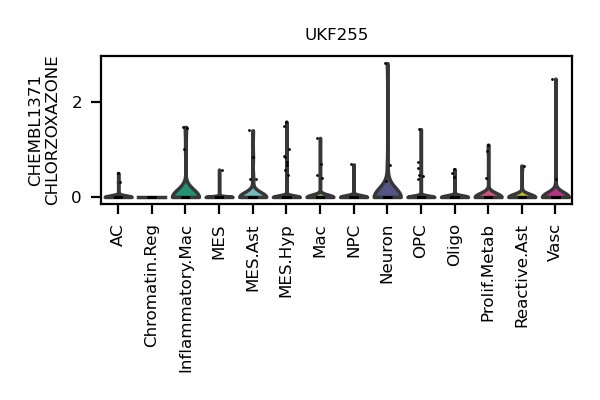 UKF255
CHEMBL1371
CHLORZOXAZONE
2
0
AC
Chromatin.Reg
Inflammatory.Mac
MES
MES.Ast
MES.Hyp
Mac
NPC
Neuron
OPC
Oligo
Prolif.Metab
Reactive.Ast
Vasc